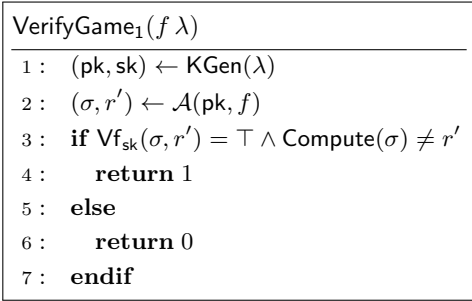 VerifyGame₁(f λ)
1 : (pk, sk) ← KGen(λ)
2 : (σ, r′) ← 𝒜(pk, f)
3 : if Vf_sk(σ, r′) = ⊤ ∧ Compute(σ) ≠ r′
4 : return 1
5 : else
6 : return 0
7 : endif